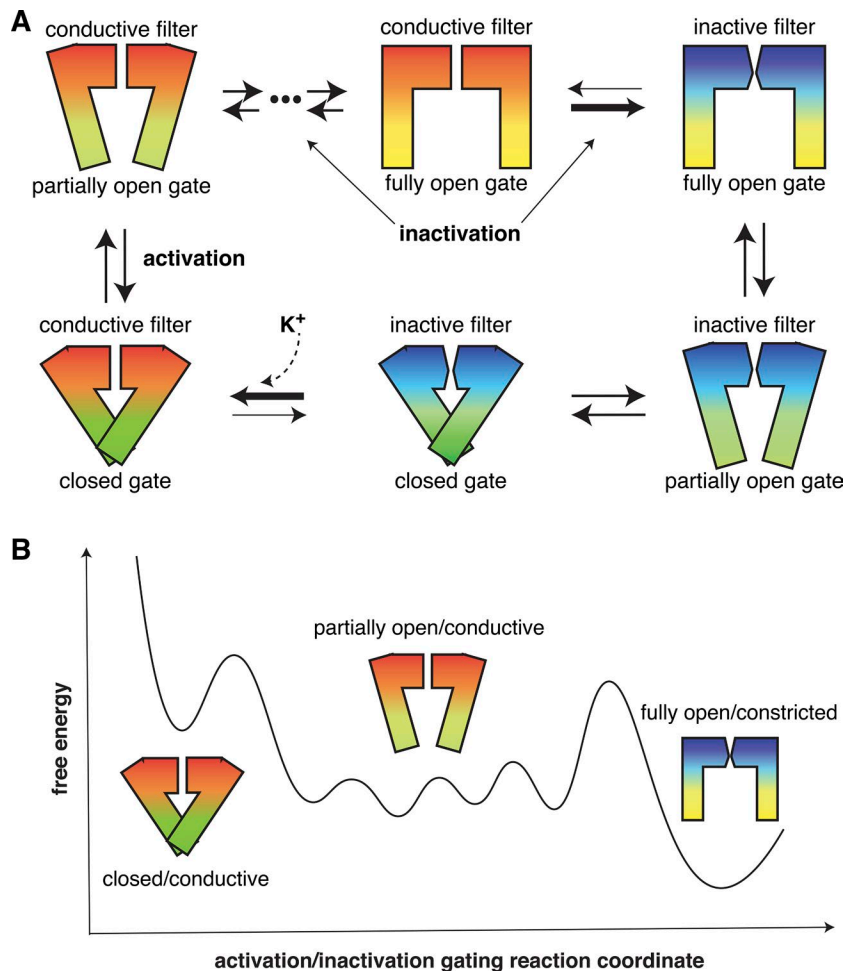 A
conductive filter
conductive filter
inactive filter
partially open gate
fully open gate
fully open gate
inactivation
activation
conductive filter
K+
inactive filter
inactive filter
closed gate
closed gate
partially open gate
B
free energy
partially open/conductive
fully open/constricted
closed/conductive
activation/inactivation gating reaction coordinate